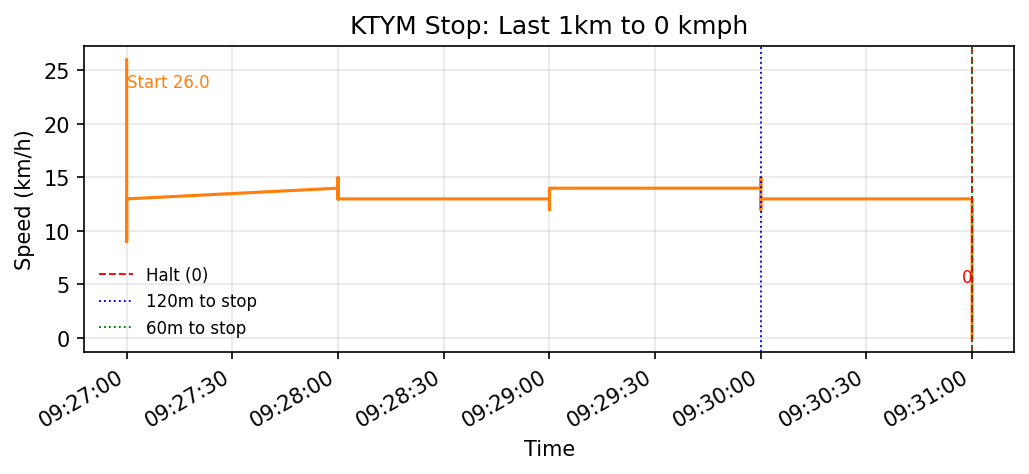 KTYM Stop: Last 1km to 0 kmph
Speed (km/h)
25
20
15
10
5
0
Start 26.0
0
Halt (0)
120m to stop
60m to stop
09:27:00
09:27:30
09:28:00
09:28:30
09:29:00
09:29:30
09:30:00
09:30:30
09:31:00
Time